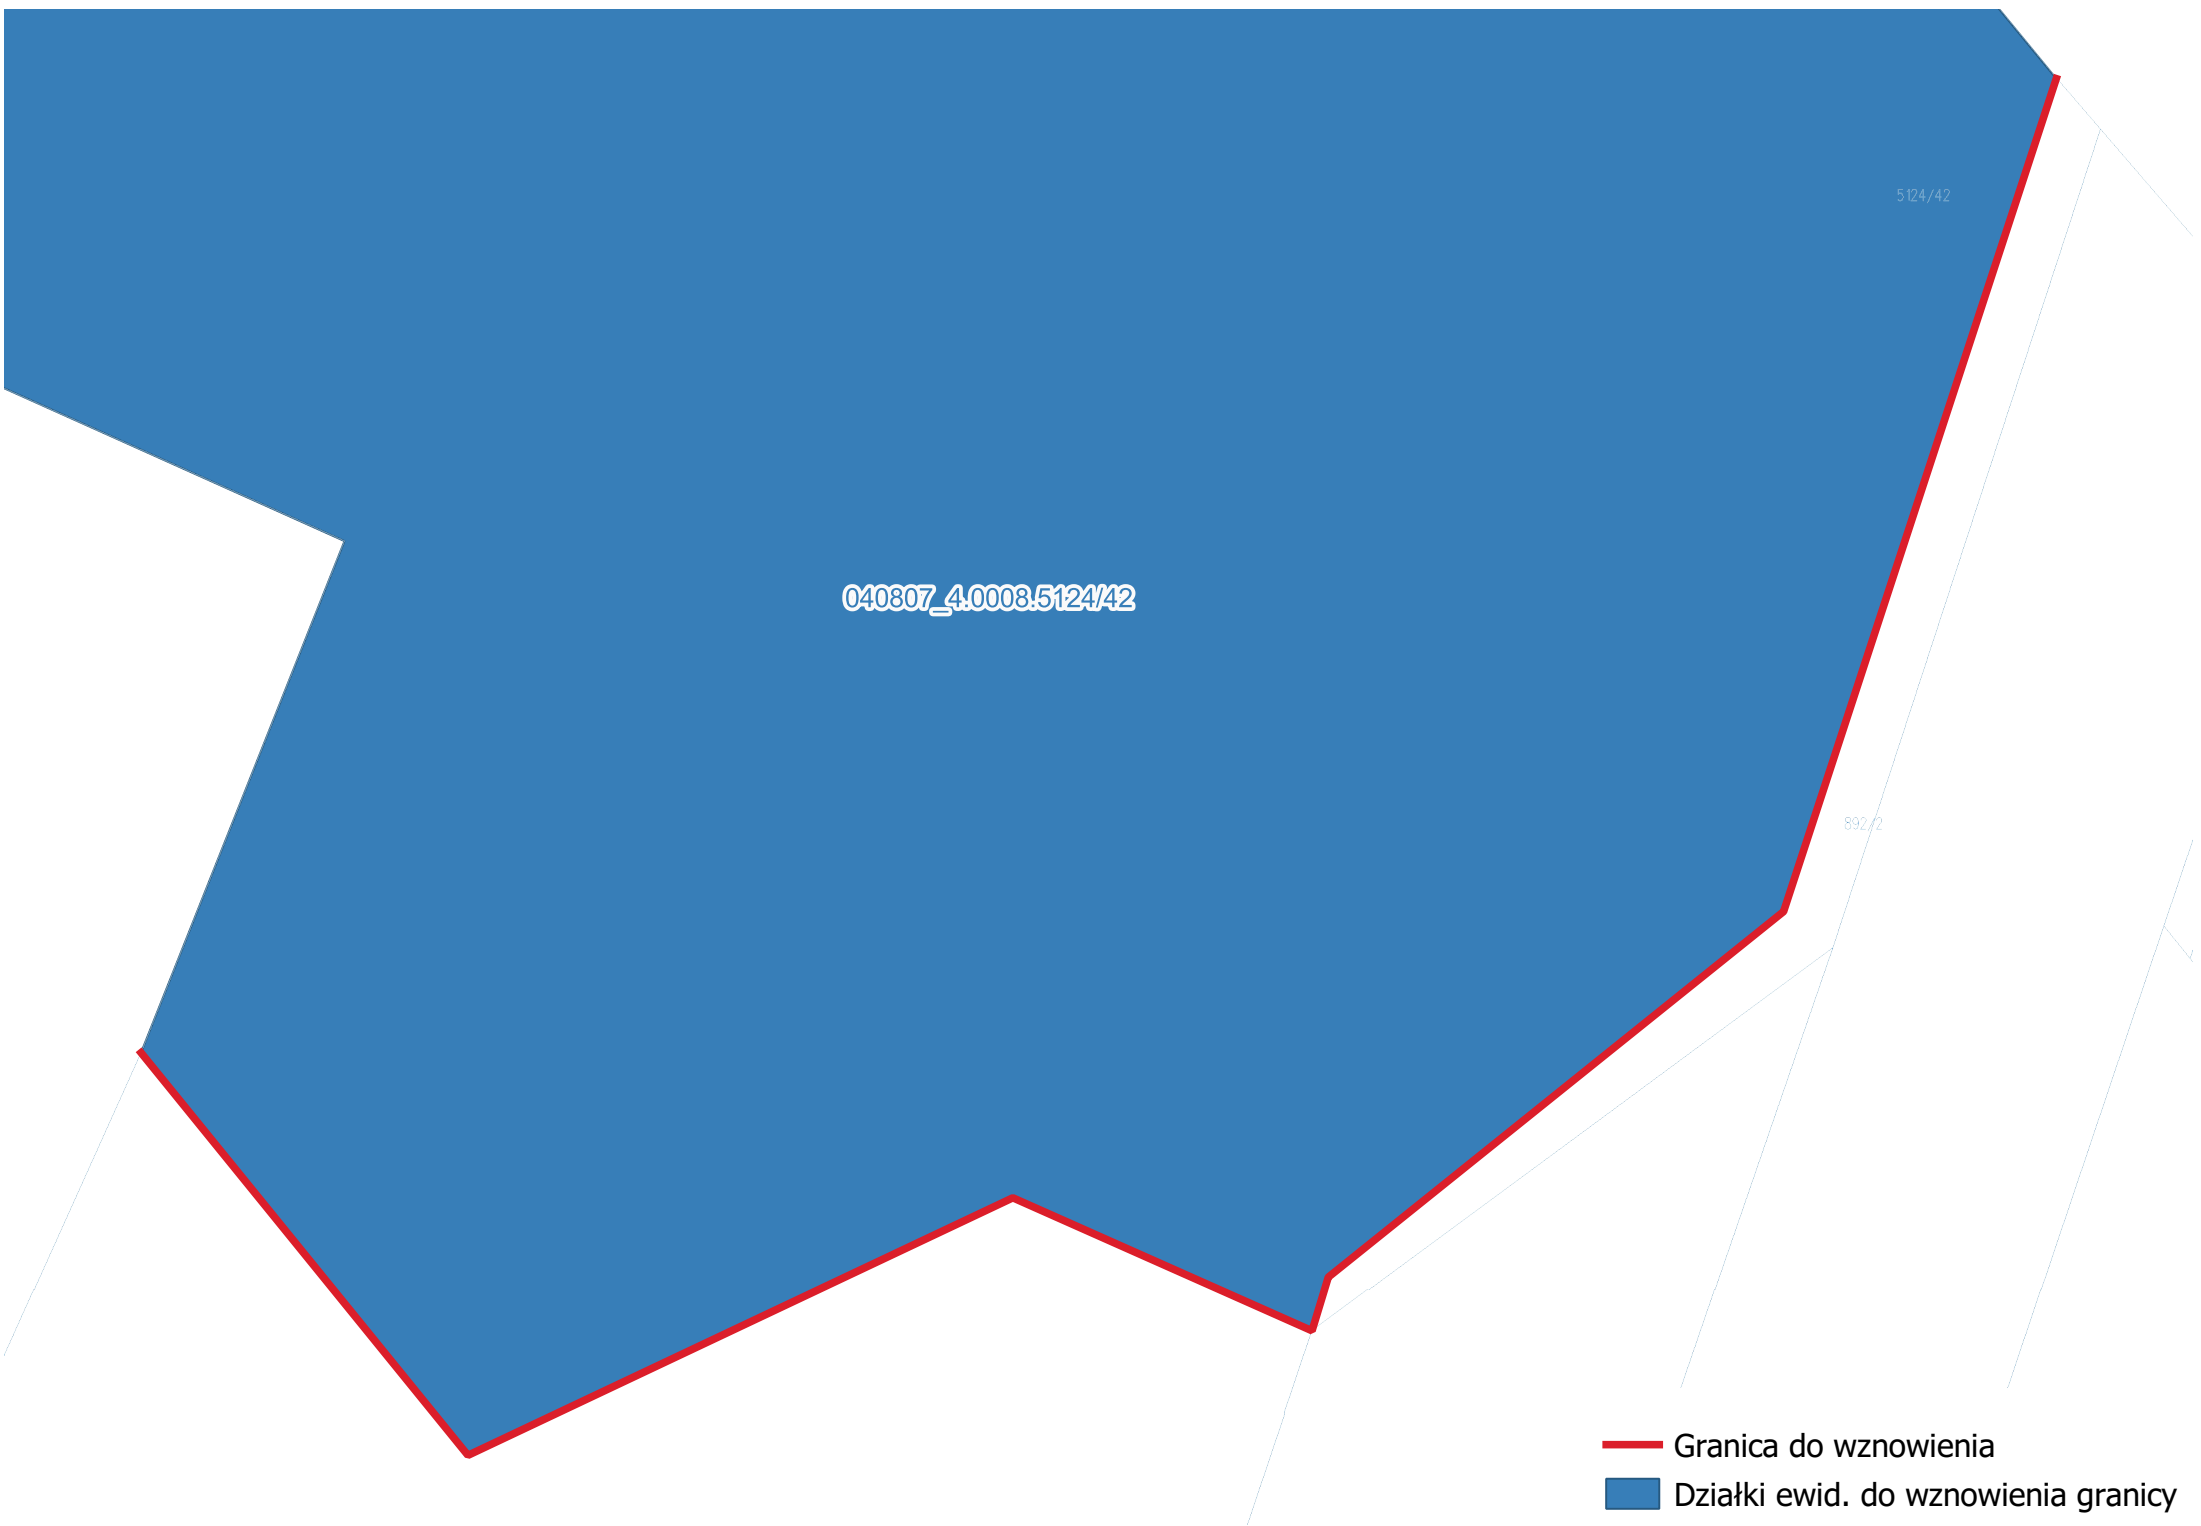 5124/42
040807_4.0008.5124/42
892/2
Granica do wznowienia
Działki ewid. do wznowienia granicy